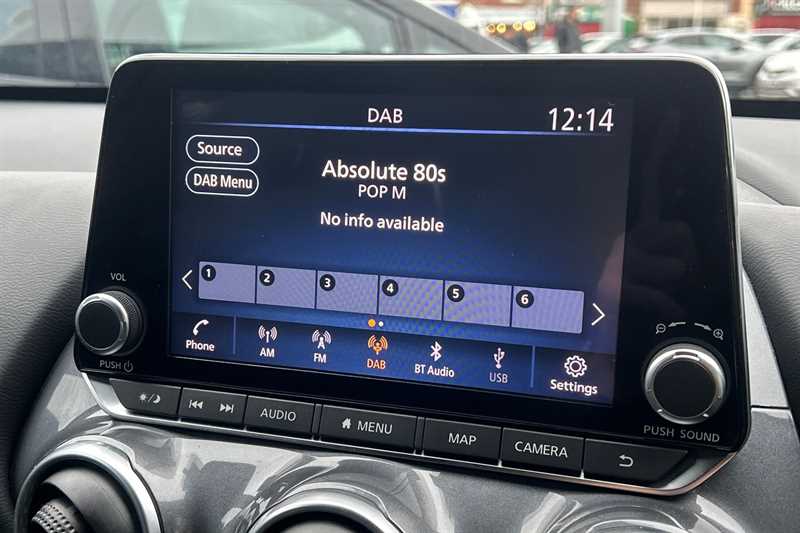 DAB
12:14
Source
DAB Menu
Absolute 80s
POP M
No info available
1 2 3 4 5 6
Phone
AM
FM
DAB
BT Audio
USB
Settings
VOL
PUSH
PUSH SOUND
AUDIO
MENU
MAP
CAMERA